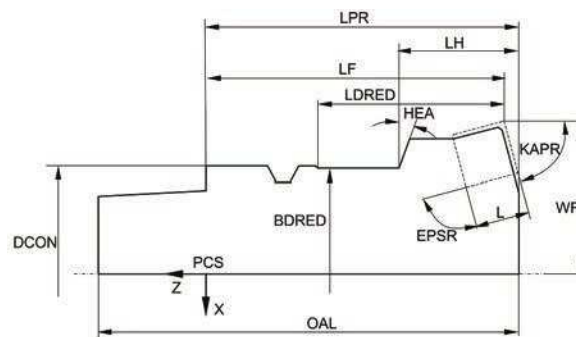 LPR
LH
LF
LDRED
HEA
KAPR
WF
L
EPSR
BDRED
DCON
PCS
Z
X
OAL